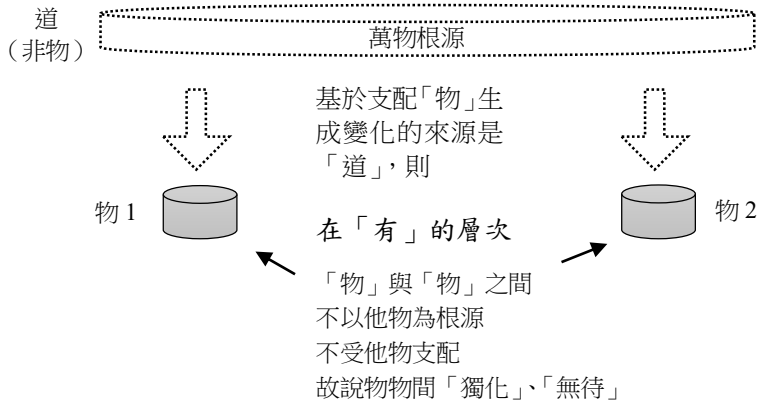 道
（非物）
萬物根源
基於支配「物」生
成變化的來源是
「道」，則
物 1
物 2
在「有」的層次
「物」與「物」之間
不以他物為根源
不受他物支配
故說物物間「獨化」、「無待」